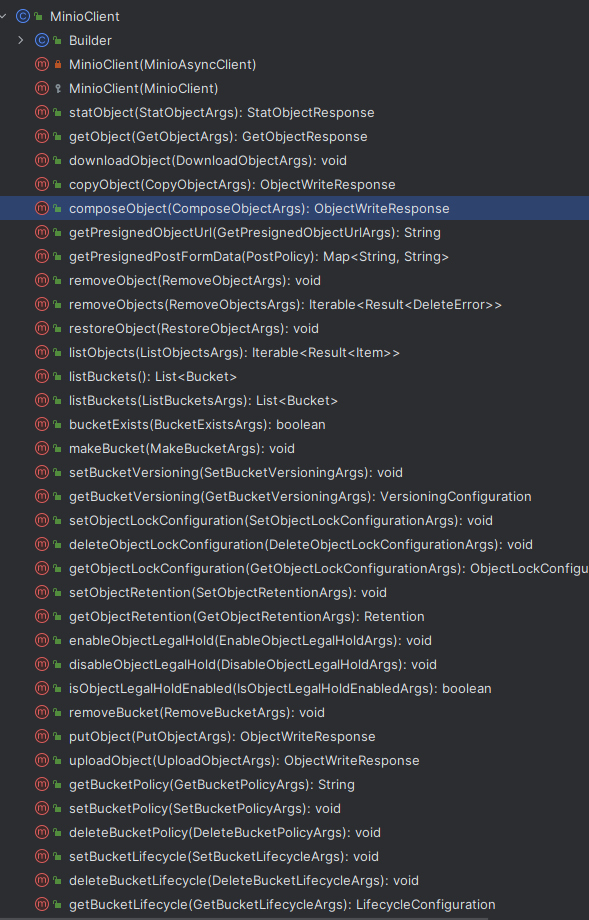 MinioClient
Builder
MinioClient(MinioAsyncClient)
MinioClient(MinioClient)
statObject(StatObjectArgs): StatObjectResponse
getObject(GetObjectArgs): GetObjectResponse
downloadObject(DownloadObjectArgs): void
copyObject(CopyObjectArgs): ObjectWriteResponse
composeObject(ComposeObjectArgs): ObjectWriteResponse
getPresignedObjectUrl(GetPresignedObjectUrlArgs): String
getPresignedPostFormData(PostPolicy): Map<String, String>
removeObject(RemoveObjectArgs): void
removeObjects(RemoveObjectsArgs): Iterable<Result<DeleteError>>
restoreObject(RestoreObjectArgs): void
listObjects(ListObjectsArgs): Iterable<Result<Item>>
listBuckets(): List<Bucket>
listBuckets(ListBucketsArgs): List<Bucket>
bucketExists(BucketExistsArgs): boolean
makeBucket(MakeBucketArgs): void
setBucketVersioning(SetBucketVersioningArgs): void
getBucketVersioning(GetBucketVersioningArgs): VersioningConfiguration
setObjectLockConfiguration(SetObjectLockConfigurationArgs): void
deleteObjectLockConfiguration(DeleteObjectLockConfigurationArgs): void
getObjectLockConfiguration(GetObjectLockConfigurationArgs): ObjectLockConfigu
setObjectRetention(SetObjectRetentionArgs): void
getObjectRetention(GetObjectRetentionArgs): Retention
enableObjectLegalHold(EnableObjectLegalHoldArgs): void
disableObjectLegalHold(DisableObjectLegalHoldArgs): void
isObjectLegalHoldEnabled(IsObjectLegalHoldEnabledArgs): boolean
removeBucket(RemoveBucketArgs): void
putObject(PutObjectArgs): ObjectWriteResponse
uploadObject(UploadObjectArgs): ObjectWriteResponse
getBucketPolicy(GetBucketPolicyArgs): String
setBucketPolicy(SetBucketPolicyArgs): void
deleteBucketPolicy(DeleteBucketPolicyArgs): void
setBucketLifecycle(SetBucketLifecycleArgs): void
deleteBucketLifecycle(DeleteBucketLifecycleArgs): void
getBucketLifecycle(GetBucketLifecycleArgs): LifecycleConfiguration